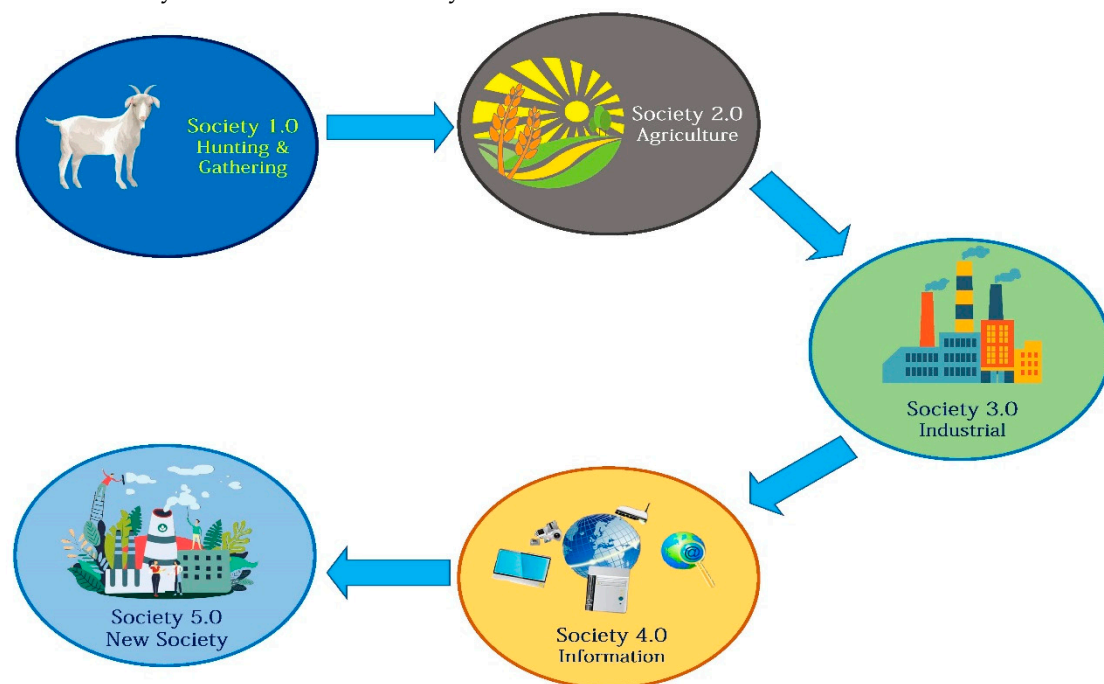 Society 1.0
Hunting &
Gathering
Society 2.0
Agriculture
Society 3.0
Industrial
Society 4.0
Information
@
Society 5.0
New Society